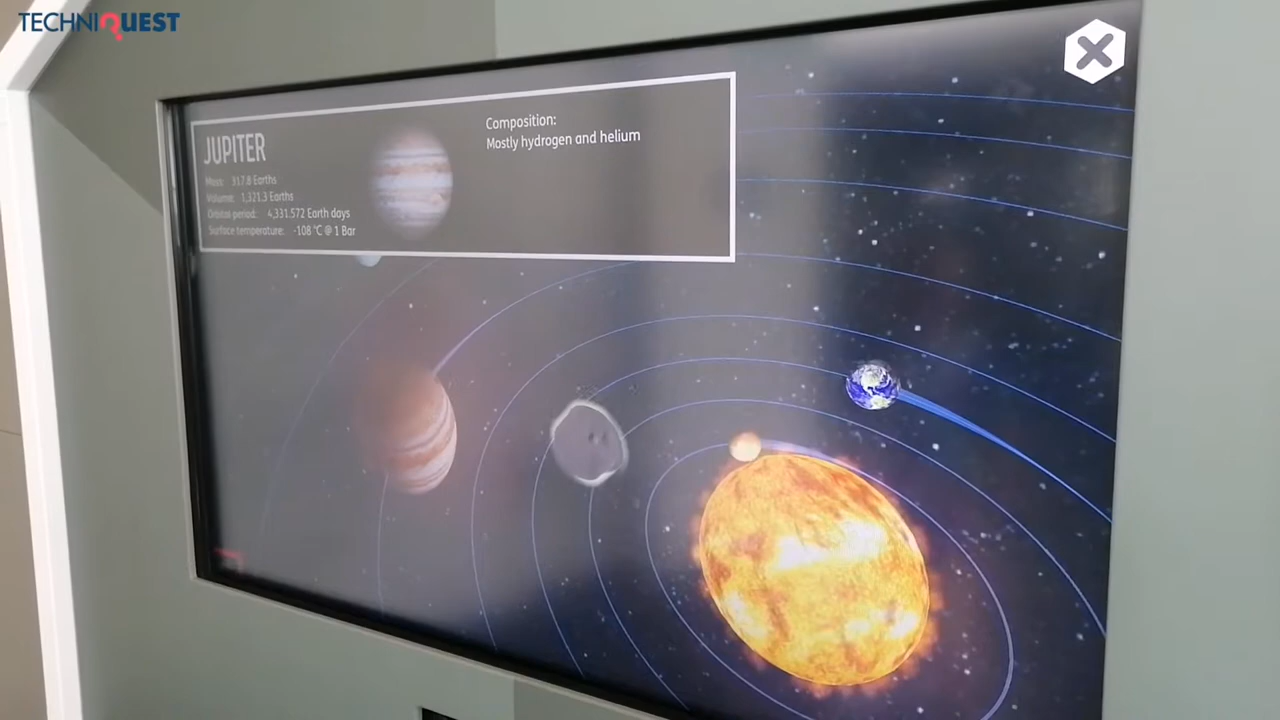 TECHNIQUEST
JUPITER
Mass: 317.8 Earths
Volume: 1,321.3 Earths
Orbital period: 4,331.572 Earth days
Surface temperature: -108 °C @ 1 Bar
Composition:
Mostly hydrogen and helium